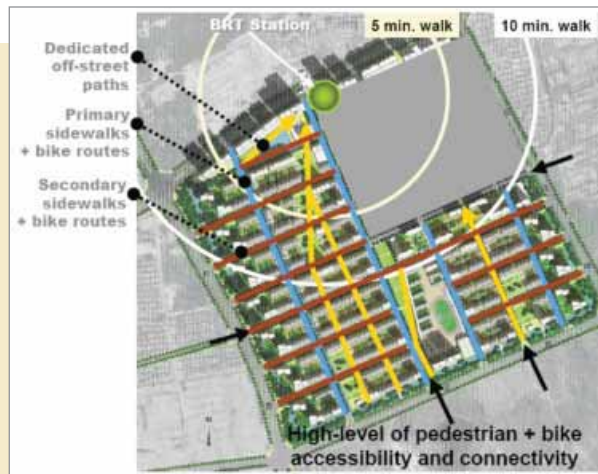 BRT Station
5 min. walk
10 min. walk
Dedicated
off-street
paths
Primary
sidewalks
+ bike routes
Secondary
sidewalks
+ bike routes
High-level of pedestrian + bike
accessibility and connectivity